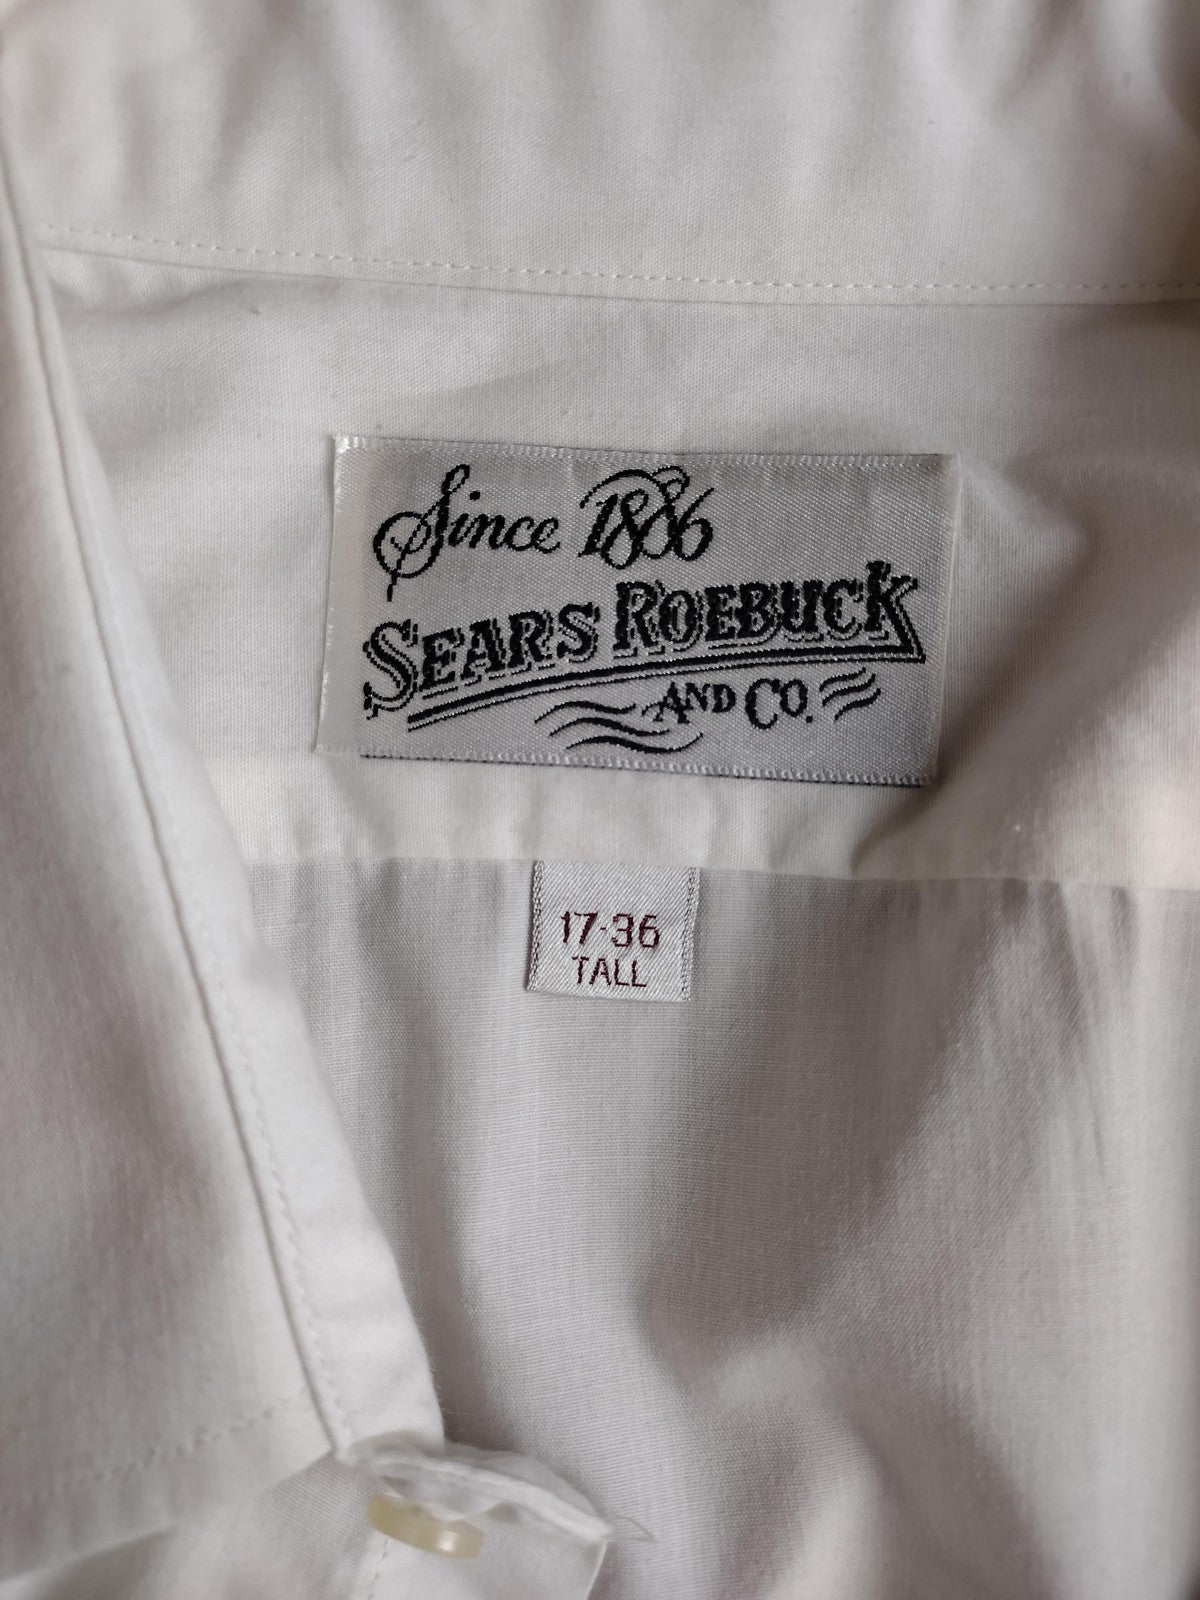 Since 1886
SEARS ROEBUCK
AND CO.
17-36
TALL